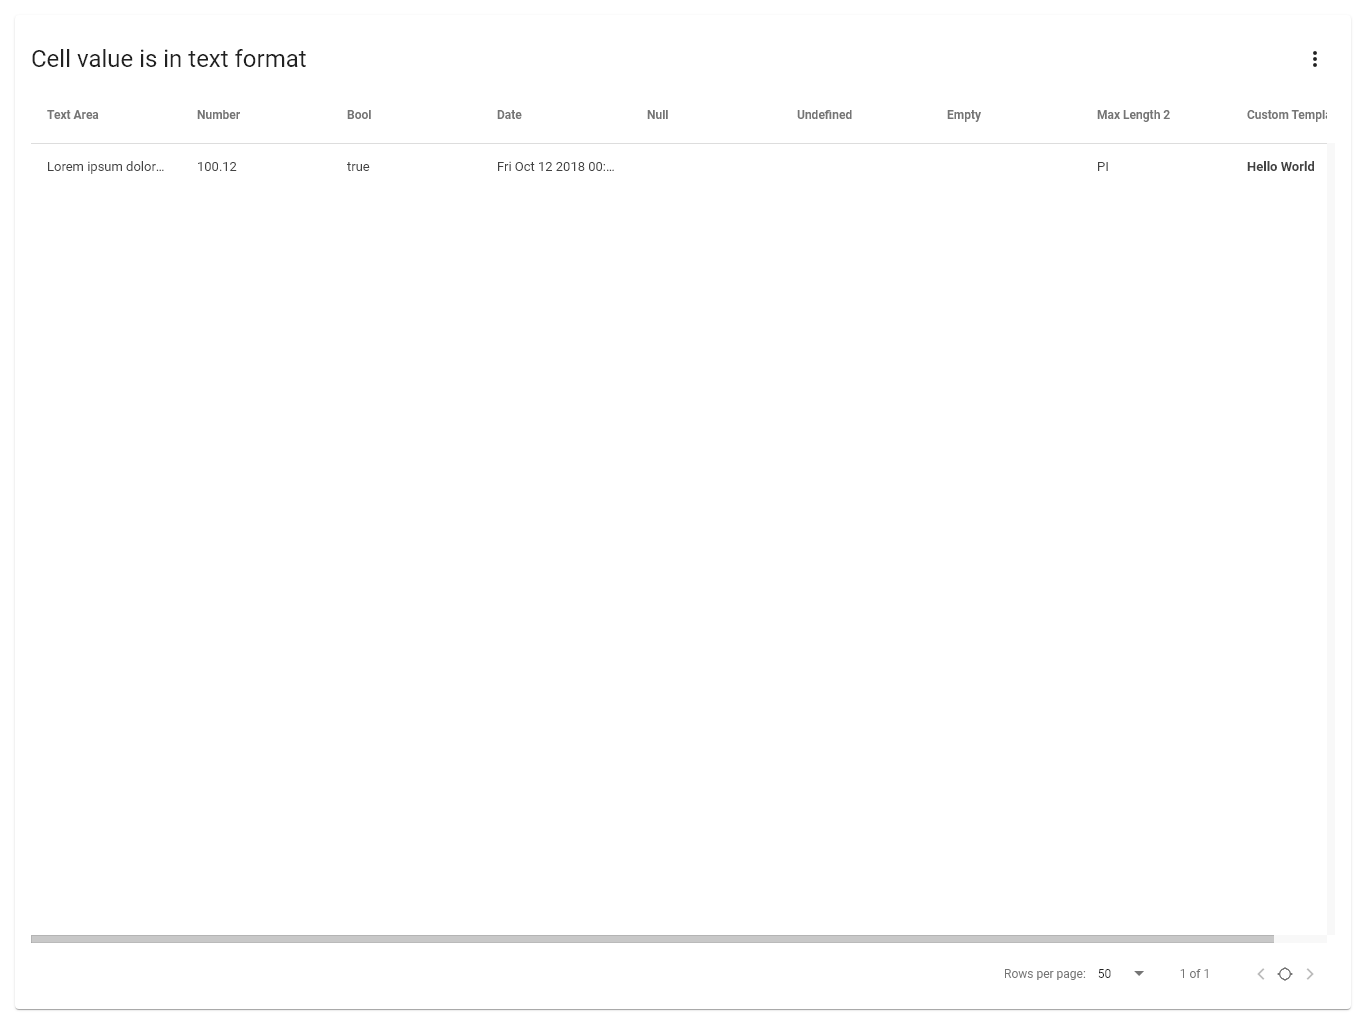 Cell value is in text format
Text Area Number Bool Date Null Undefined Empty Max Length 2 Custom Templa
Lorem ipsum dolor... 100.12 true Fri Oct 12 2018 00:... PI Hello World
Rows per page: 50 1 of 1